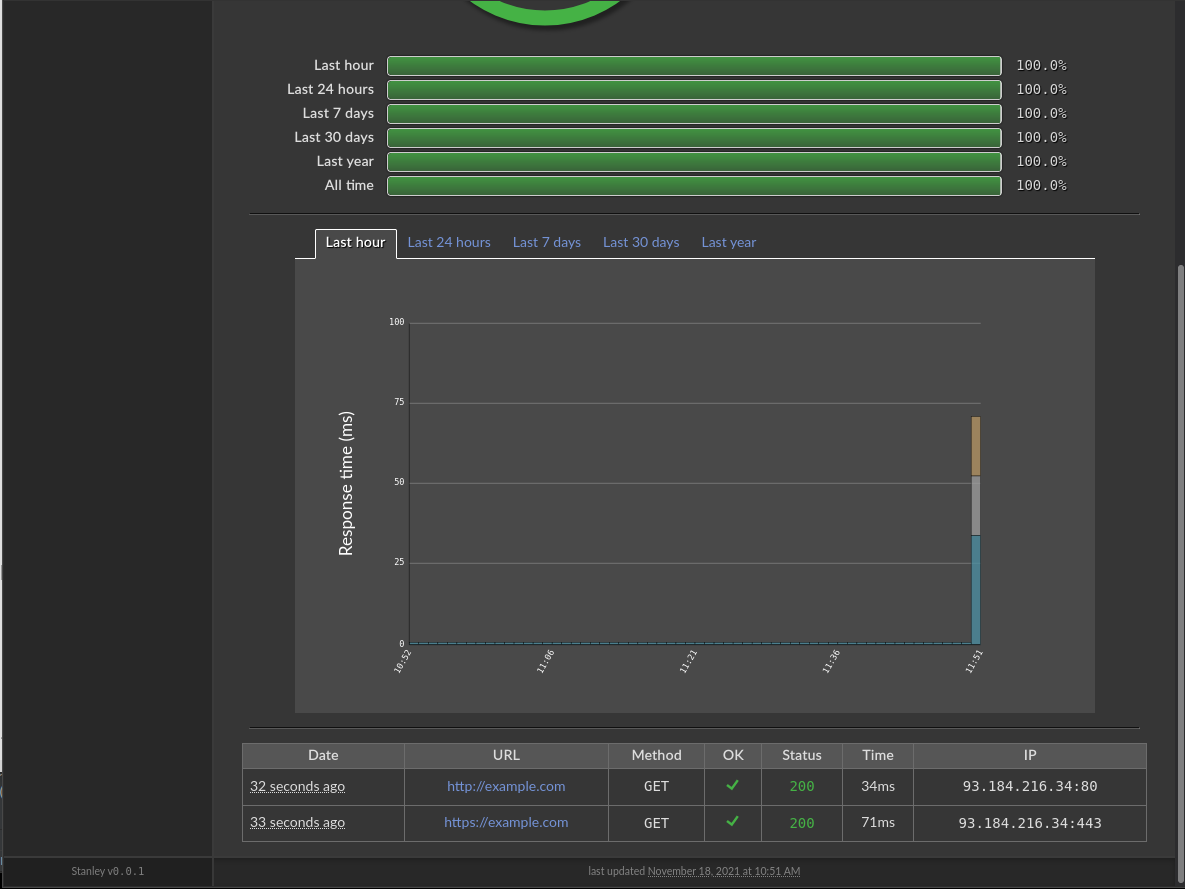 Last hour 100.0%
Last 24 hours 100.0%
Last 7 days 100.0%
Last 30 days 100.0%
Last year 100.0%
All time 100.0%
Last hour Last 24 hours Last 7 days Last 30 days Last year
Response time (ms)
100
75
50
25
0
10:52 11:06 11:21 11:36 11:51
Date URL Method OK Status Time IP
32 seconds ago http://example.com GET 200 34ms 93.184.216.34:80
33 seconds ago https://example.com GET 200 71ms 93.184.216.34:443
Stanley v0.0.1 last updated November 18, 2021 at 10:51 AM